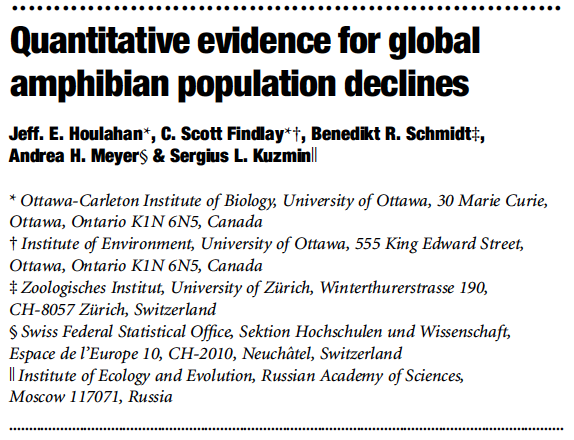 Quantitative evidence for global
amphibian population declines
Jeff. E. Houlahan*, C. Scott Findlay*†, Benedikt R. Schmidt‡,
Andrea H. Meyer§ & Sergius L. Kuzmin∥
* Ottawa-Carleton Institute of Biology, University of Ottawa, 30 Marie Curie,
Ottawa, Ontario K1N 6N5, Canada
† Institute of Environment, University of Ottawa, 555 King Edward Street,
Ottawa, Ontario K1N 6N5, Canada
‡ Zoologisches Institut, University of Zürich, Winterthurerstrasse 190,
CH-8057 Zürich, Switzerland
§ Swiss Federal Statistical Office, Sektion Hochschulen und Wissenschaft,
Espace de l'Europe 10, CH-2010, Neuchâtel, Switzerland
∥ Institute of Ecology and Evolution, Russian Academy of Sciences,
Moscow 117071, Russia